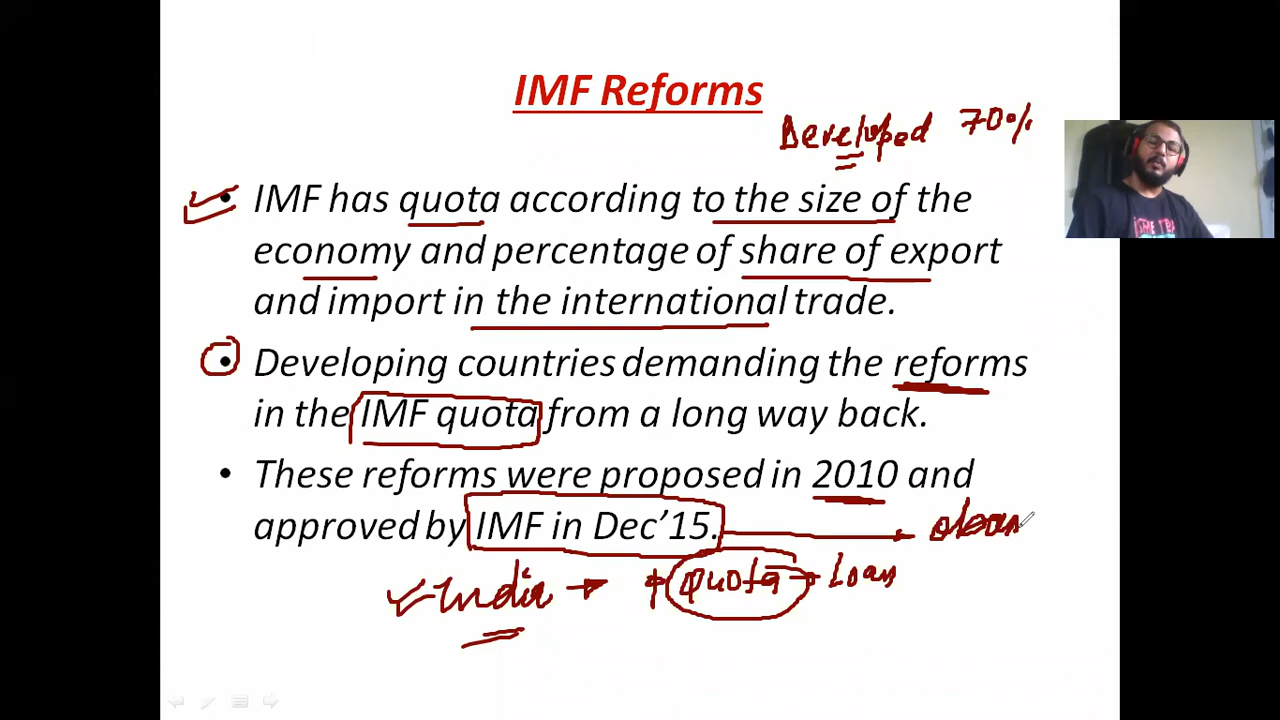 IMF Reforms
Developed 70%
• IMF has quota according to the size of the
economy and percentage of share of export
and import in the international trade.
• Developing countries demanding the reforms
in the IMF quota from a long way back.
• These reforms were proposed in 2010 and
approved by IMF in Dec'15.
India → Quota → Loan